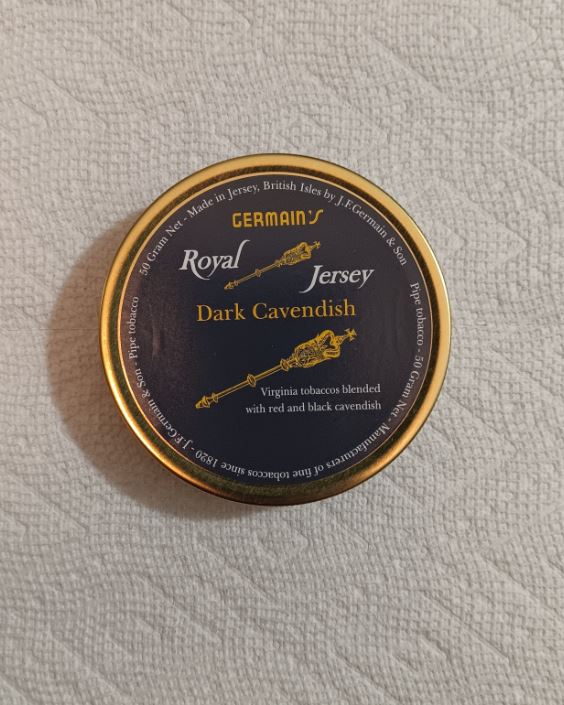 50 Gram Net - Made in Jersey, British Isles by J.F.Germain & Son
GERMAIN'S
Royal
Jersey
Dark Cavendish
Virginia tobaccos blended
with red and black cavendish
Pipe tobacco - 50 Gram Net - Manufacturers of fine tobaccos since 1820 - J.F.Germain & Son - Pipe tobacco